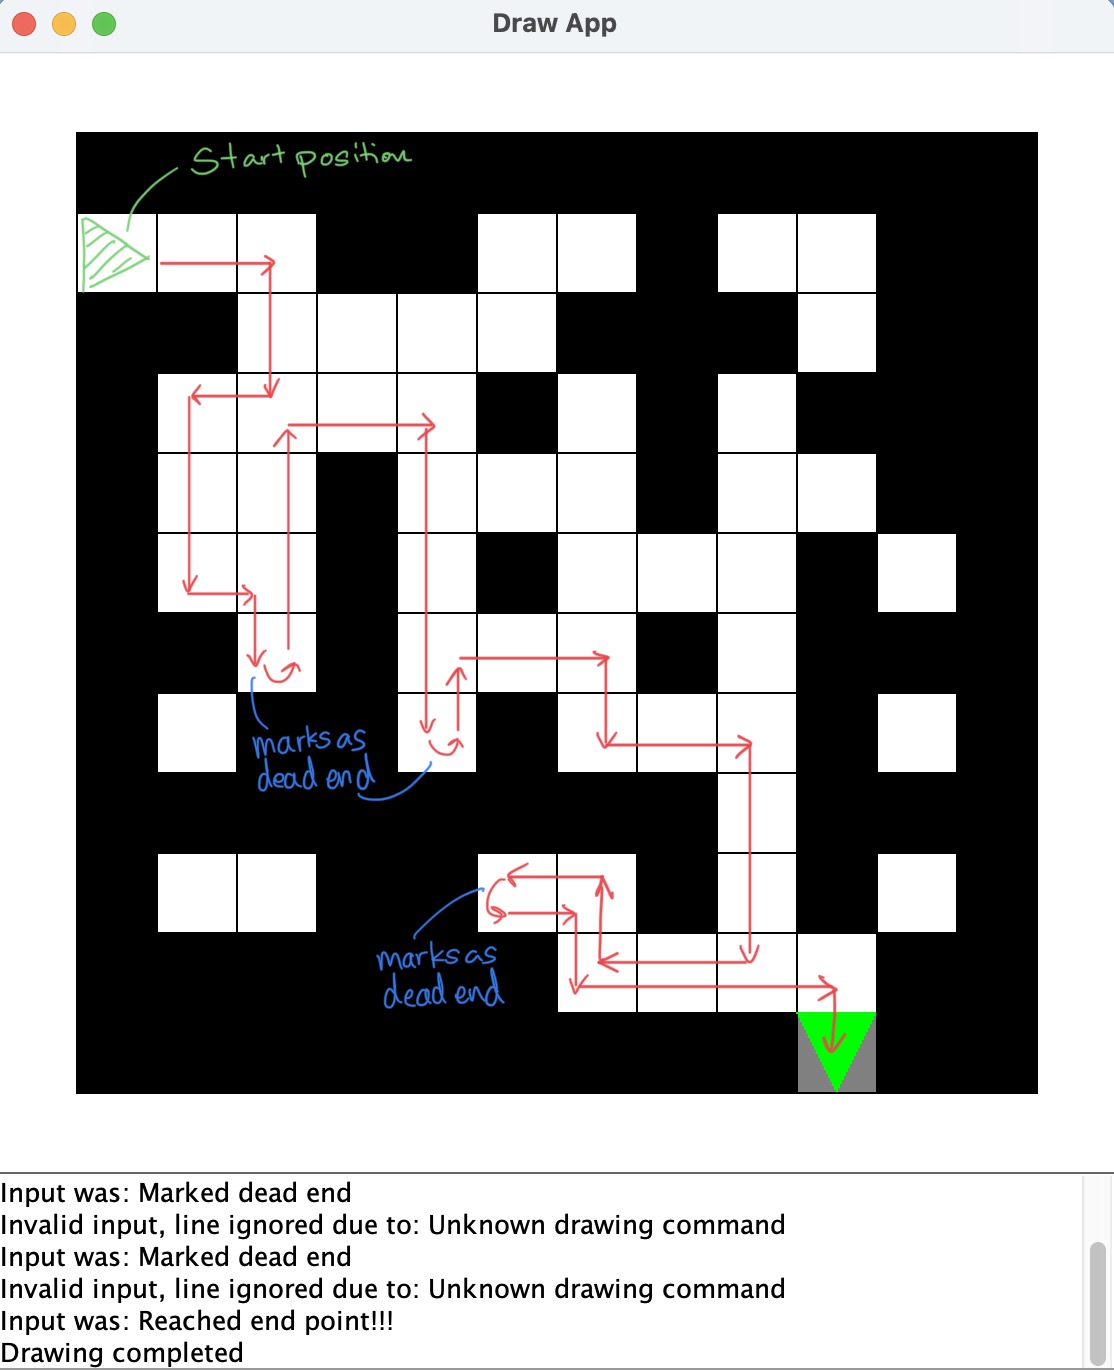 Draw App
Start position
marks as
dead end
marks as
dead end
Input was: Marked dead end
Invalid input, line ignored due to: Unknown drawing command
Input was: Marked dead end
Invalid input, line ignored due to: Unknown drawing command
Input was: Reached end point!!!
Drawing completed